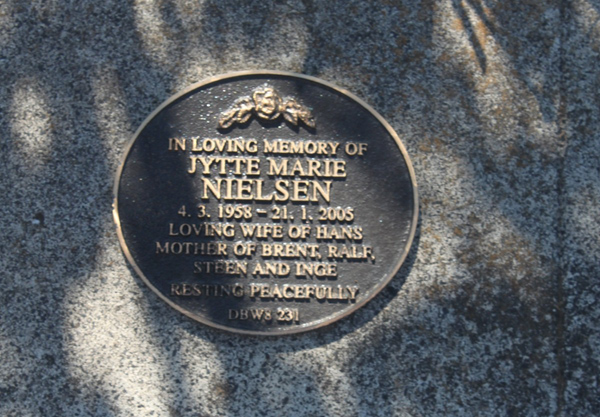 IN LOVING MEMORY OF
JYTTE MARIE
NIELSEN
4. 3. 1958 - 21. 1. 2005
LOVING WIFE OF HANS
MOTHER OF BRENT, RALF,
STEEN AND INGE
RESTING PEACEFULLY
DBW8 231